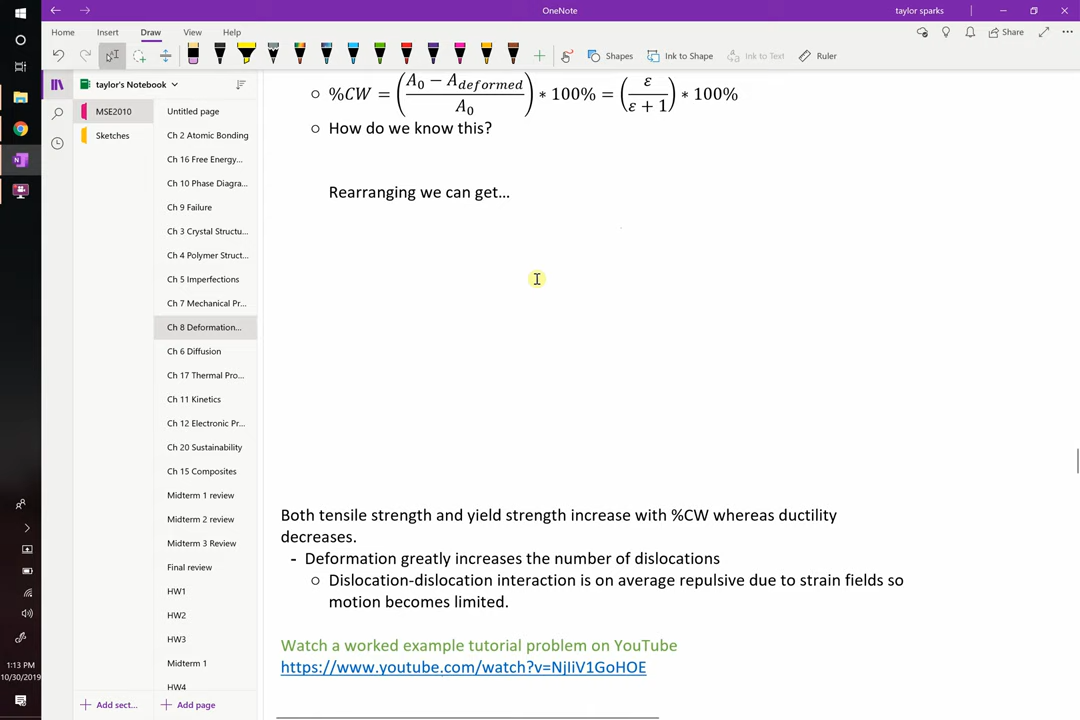 OneNote
taylor sparks
Home
Insert
Draw
View
Help
Share
Shapes
Ink to Shape
Ink to Text
Ruler
taylor's Notebook
MSE2010
Sketches
Untitled page
Ch 2 Atomic Bonding
Ch 16 Free Energy...
Ch 10 Phase Diagra...
Ch 9 Failure
Ch 3 Crystal Structu...
Ch 4 Polymer Struct...
Ch 5 Imperfections
Ch 7 Mechanical Pr...
Ch 8 Deformation...
Ch 6 Diffusion
Ch 17 Thermal Pro...
Ch 11 Kinetics
Ch 12 Electronic Pr...
Ch 20 Sustainability
Ch 15 Composites
Midterm 1 review
Midterm 2 review
Midterm 3 Review
Final review
HW1
HW2
HW3
Midterm 1
HW4
Add sect...
Add page
1:13 PM
10/30/2019
○ %CW = ((A₀ − A_deformed)/A₀) * 100% = (ε/(ε + 1)) * 100%
○ How do we know this?
Rearranging we can get...
Both tensile strength and yield strength increase with %CW whereas ductility
decreases.
- Deformation greatly increases the number of dislocations
○ Dislocation-dislocation interaction is on average repulsive due to strain fields so
motion becomes limited.
Watch a worked example tutorial problem on YouTube
https://www.youtube.com/watch?v=NjIiV1GoHOE